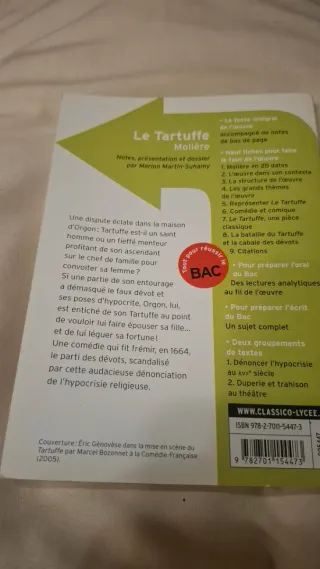 Le Tartuffe
Molière
Notes, présentation et dossier
par Marion Martin-Suhamy
Une dispute éclate dans la maison
d'Orgon : Tartuffe est-il un saint
homme ou un fieffé menteur
profitant de son ascendant
sur le chef de famille pour
convoiter sa femme ?
Si une partie de son entourage
a démasqué le faux dévot et
ses poses d'hypocrite, Orgon, lui,
est entiché de son Tartuffe au point
de vouloir lui faire épouser sa fille...
et de lui léguer sa fortune !
Une comédie qui fit frémir, en 1664,
le parti des dévots, scandalisé
par cette audacieuse dénonciation
de l'hypocrisie religieuse.
Couverture : Éric Génovèse dans la mise en scène du
Tartuffe par Marcel Bozonnet à la Comédie-Française
(2005).
Tout pour réussir le
BAC
• Le texte intégral
de l'œuvre
accompagné de notes
de bas de page
• Neuf fiches pour faire
le tour de l'œuvre
1. Molière en 20 dates
2. L'œuvre dans son contexte
3. La structure de l'œuvre
4. Les grands thèmes
de l'œuvre
5. Représenter Le Tartuffe
6. Comédie et comique
7. Le Tartuffe, une pièce
classique
8. La bataille du Tartuffe
et la cabale des dévots
9. Citations
• Pour préparer l'oral
du Bac
Des lectures analytiques
au fil de l'œuvre
• Pour préparer l'écrit
du Bac
Un sujet complet
• Deux groupements
de textes
1. Dénoncer l'hypocrisie
au XVIIe siècle
2. Duperie et trahison
au théâtre
WWW.CLASSICO-LYCEE.
ISBN 978-2-7011-5447-3
9 782701 154473